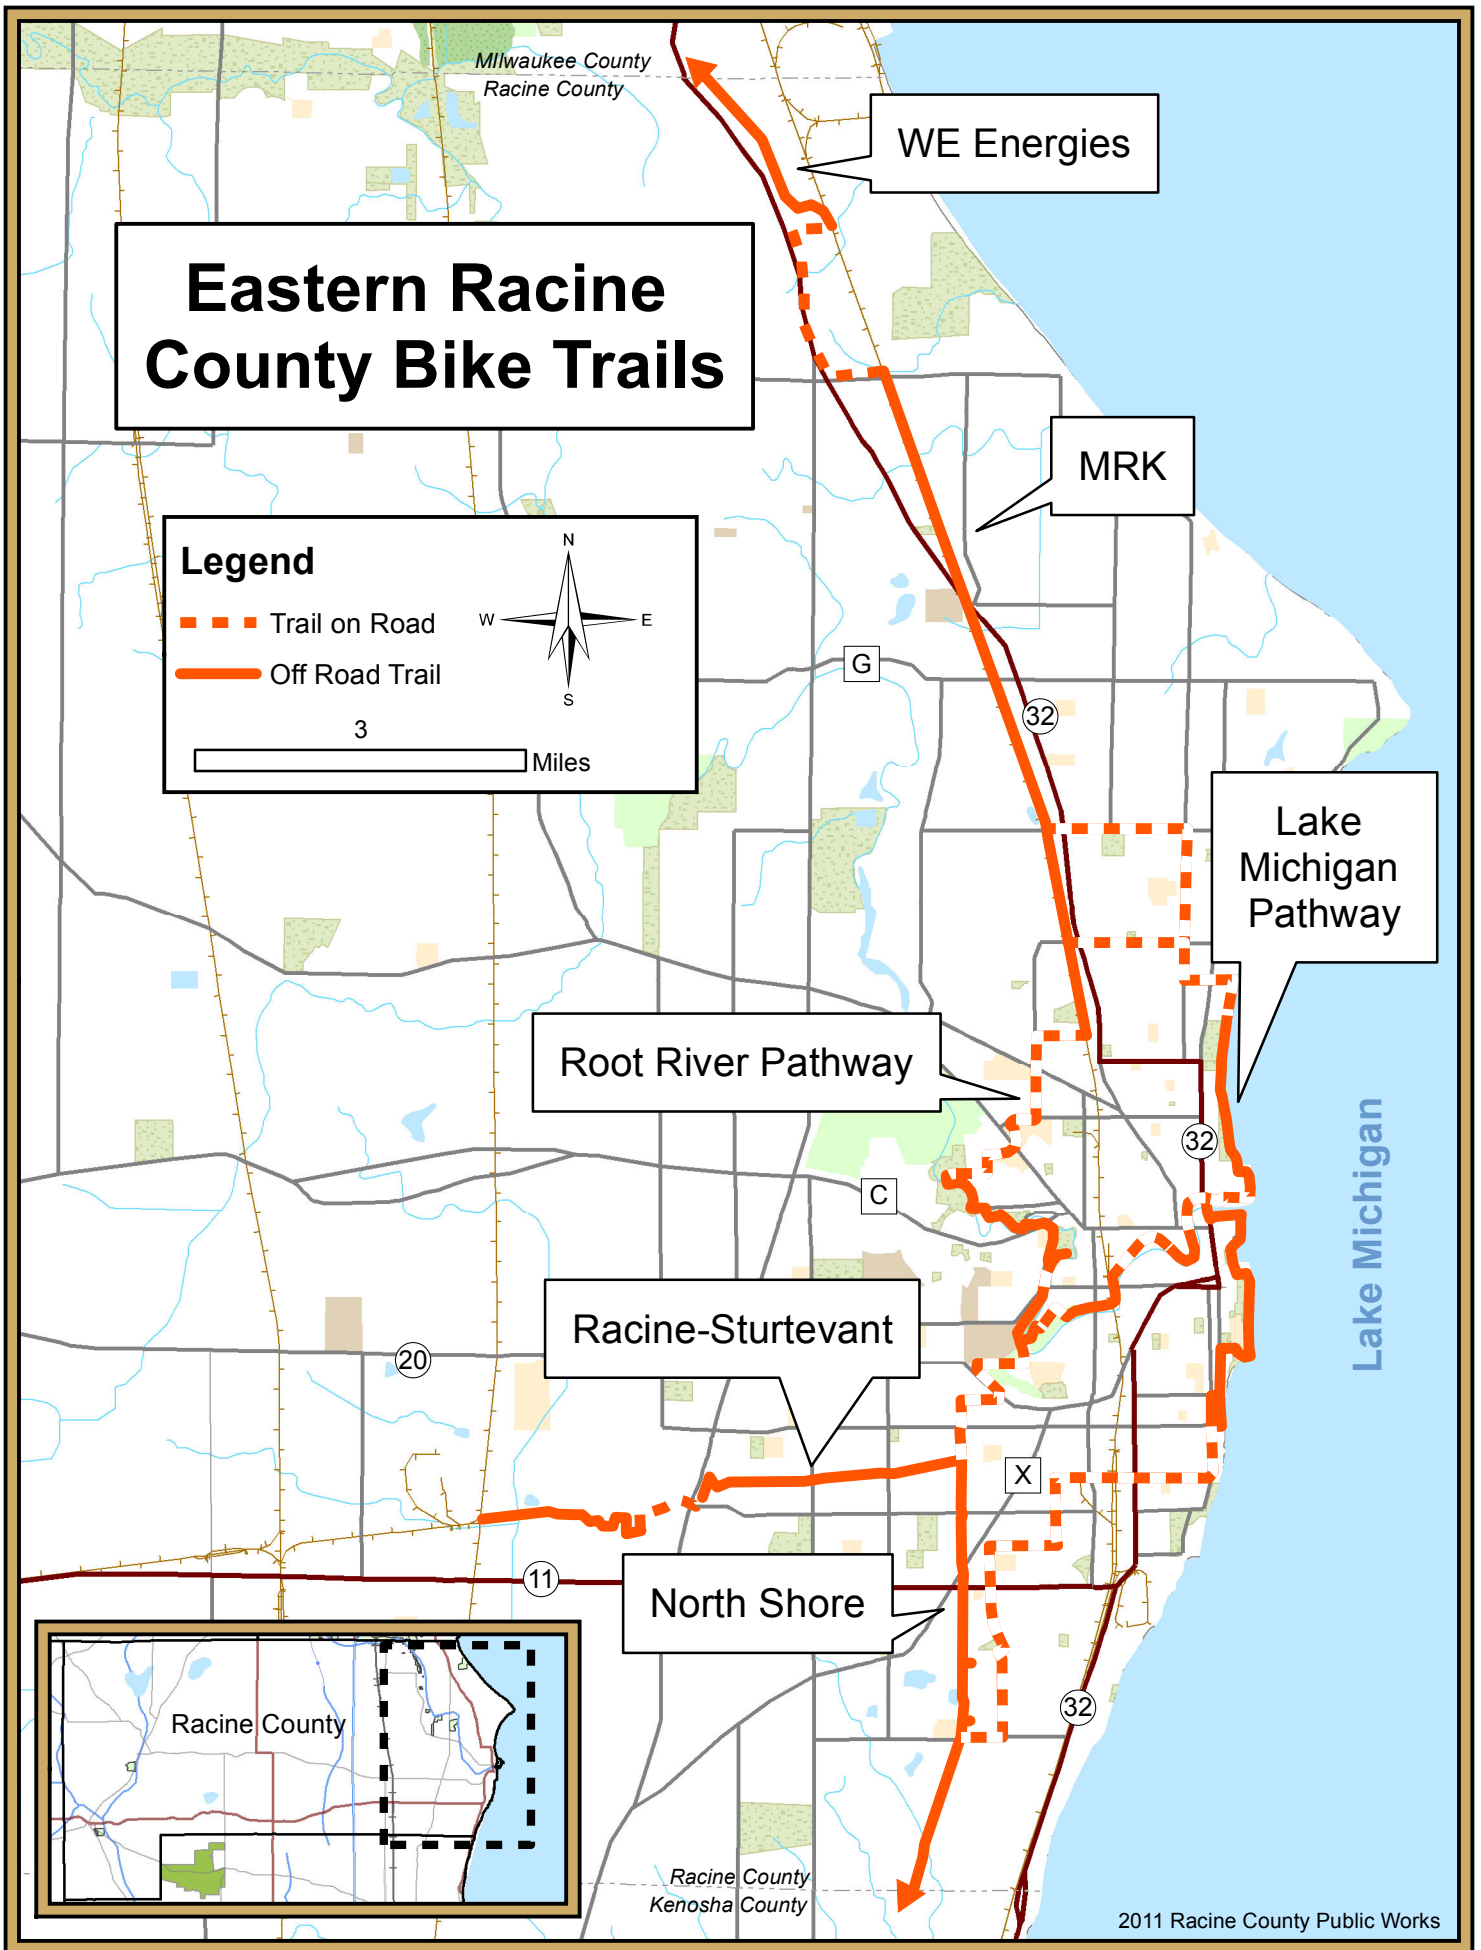 MIlwaukee County
Racine County
WE Energies
Eastern Racine
County Bike Trails
MRK
Legend
N
W
E
S
Trail on Road
Off Road Trail
3
Miles
G
32
Lake
Michigan
Pathway
Root River Pathway
32
C
Lake Michigan
Racine-Sturtevant
20
X
11
North Shore
32
Racine County
Racine County
Kenosha County
2011 Racine County Public Works